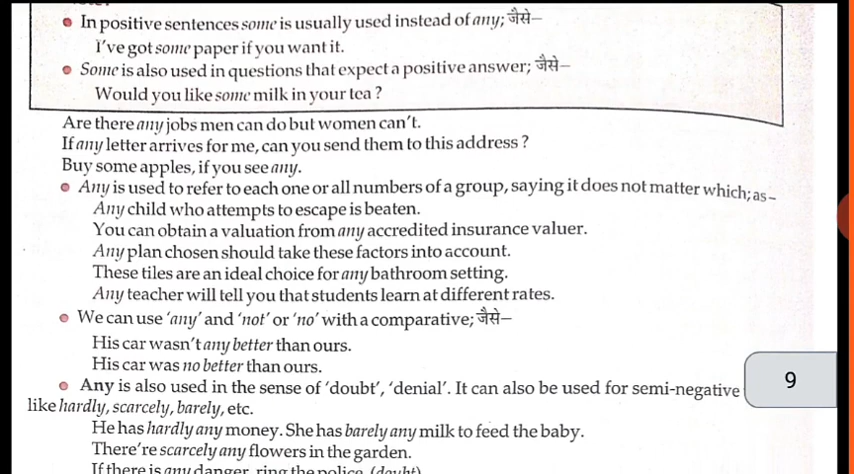 ● In positive sentences some is usually used instead of any; जैसे–
I've got some paper if you want it.
● Some is also used in questions that expect a positive answer; जैसे–
Would you like some milk in your tea ?
Are there any jobs men can do but women can't.
If any letter arrives for me, can you send them to this address ?
Buy some apples, if you see any.
● Any is used to refer to each one or all numbers of a group, saying it does not matter which; as –
Any child who attempts to escape is beaten.
You can obtain a valuation from any accredited insurance valuer.
Any plan chosen should take these factors into account.
These tiles are an ideal choice for any bathroom setting.
Any teacher will tell you that students learn at different rates.
● We can use 'any' and 'not' or 'no' with a comparative; जैसे–
His car wasn't any better than ours.
His car was no better than ours.
● Any is also used in the sense of 'doubt', 'denial'. It can also be used for semi-negative
9
like hardly, scarcely, barely, etc.
He has hardly any money. She has barely any milk to feed the baby.
There're scarcely any flowers in the garden.
If there is any danger, ring the police. (doubt)